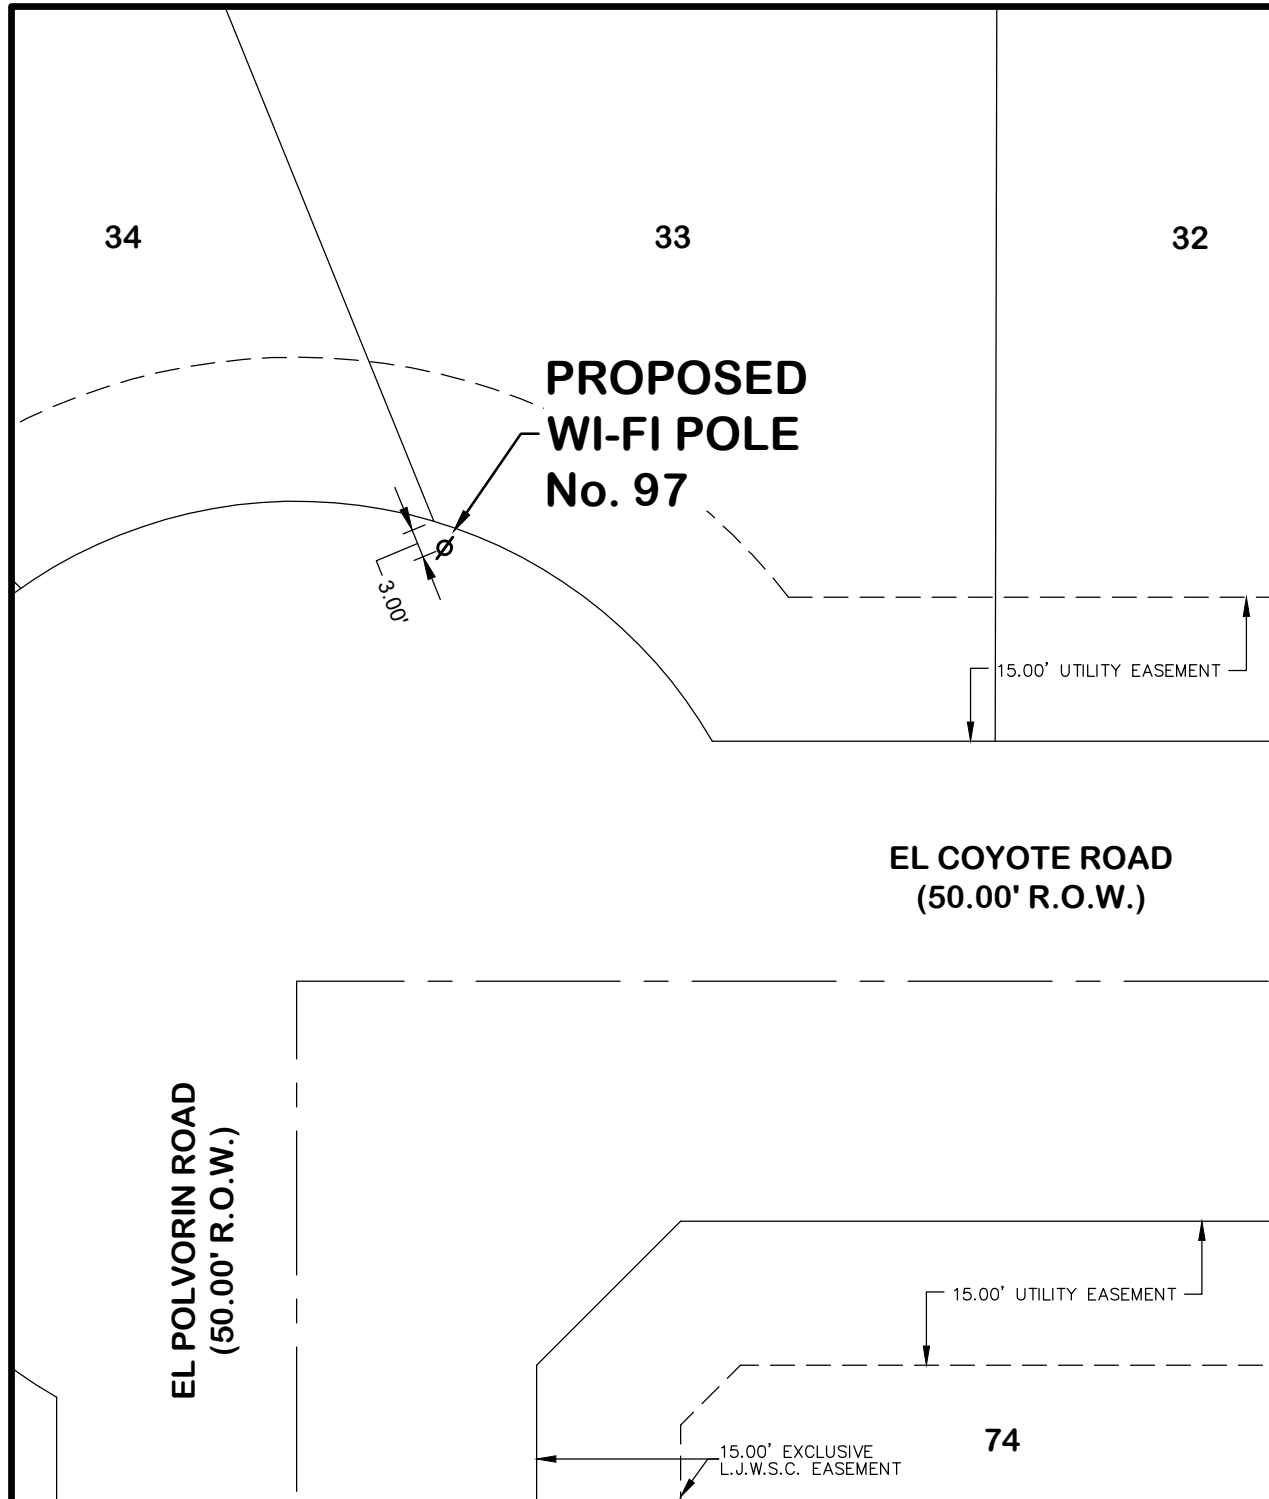 34
33
32
PROPOSED
WI-FI POLE
No. 97
3.00'
15.00' UTILITY EASEMENT
EL COYOTE ROAD
(50.00' R.O.W.)
EL POLVORIN ROAD
(50.00' R.O.W.)
15.00' UTILITY EASEMENT
74
15.00' EXCLUSIVE
L.J.W.S.C. EASEMENT